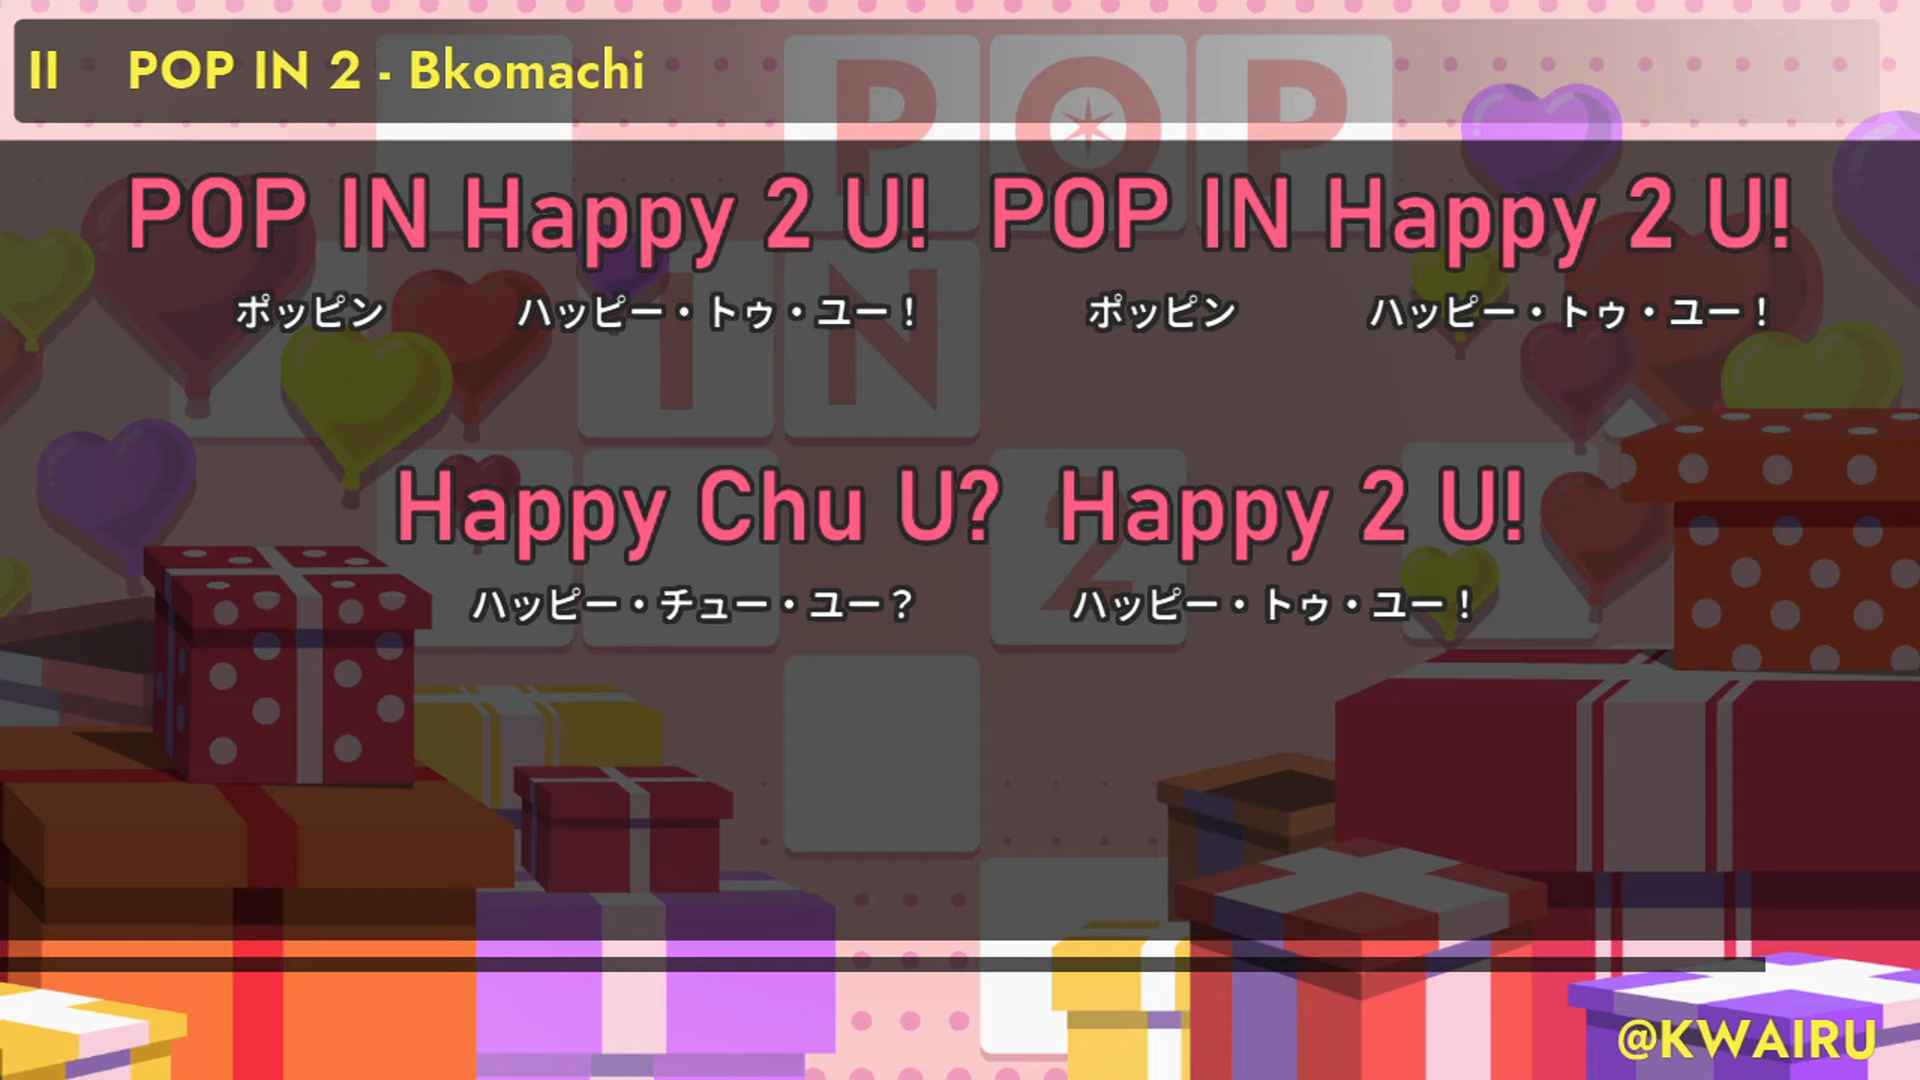 POP IN 2 - Bkomachi
POP
POP IN Happy 2 U! POP IN Happy 2 U!
ポッピン ハッピー・トゥ・ユー！ ポッピン ハッピー・トゥ・ユー！
IN
Happy Chu U? Happy 2 U!
2
ハッピー・チュー・ユー？ ハッピー・トゥ・ユー！
@KWAIRU